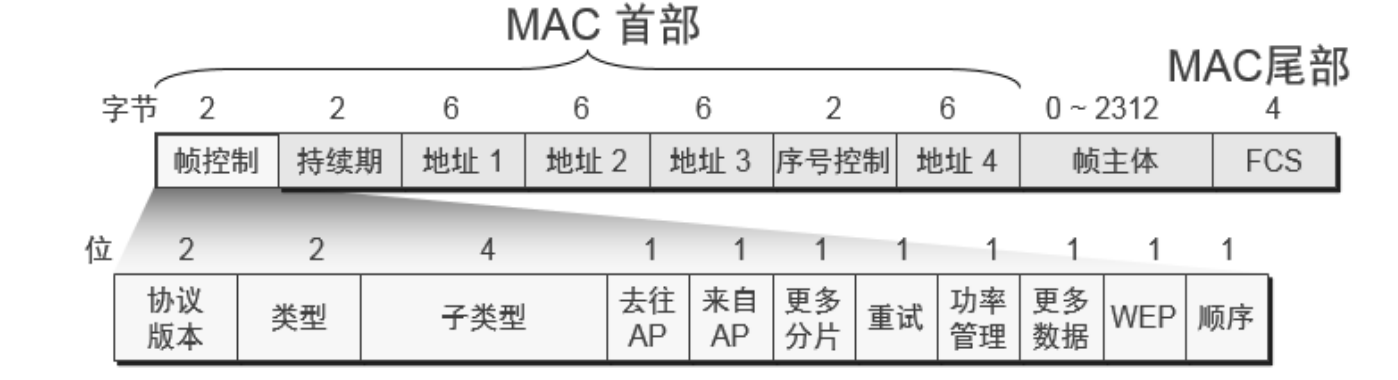 MAC 首部
MAC尾部
字节 2 2 6 6 6 2 6 0 ~ 2312 4
帧控制 持续期 地址 1 地址 2 地址 3 序号控制 地址 4 帧主体 FCS
位 2 2 4 1 1 1 1 1 1 1 1
协议 去往 来自 更多 功率 更多
类型 子类型 重试 WEP 顺序
版本 AP AP 分片 管理 数据